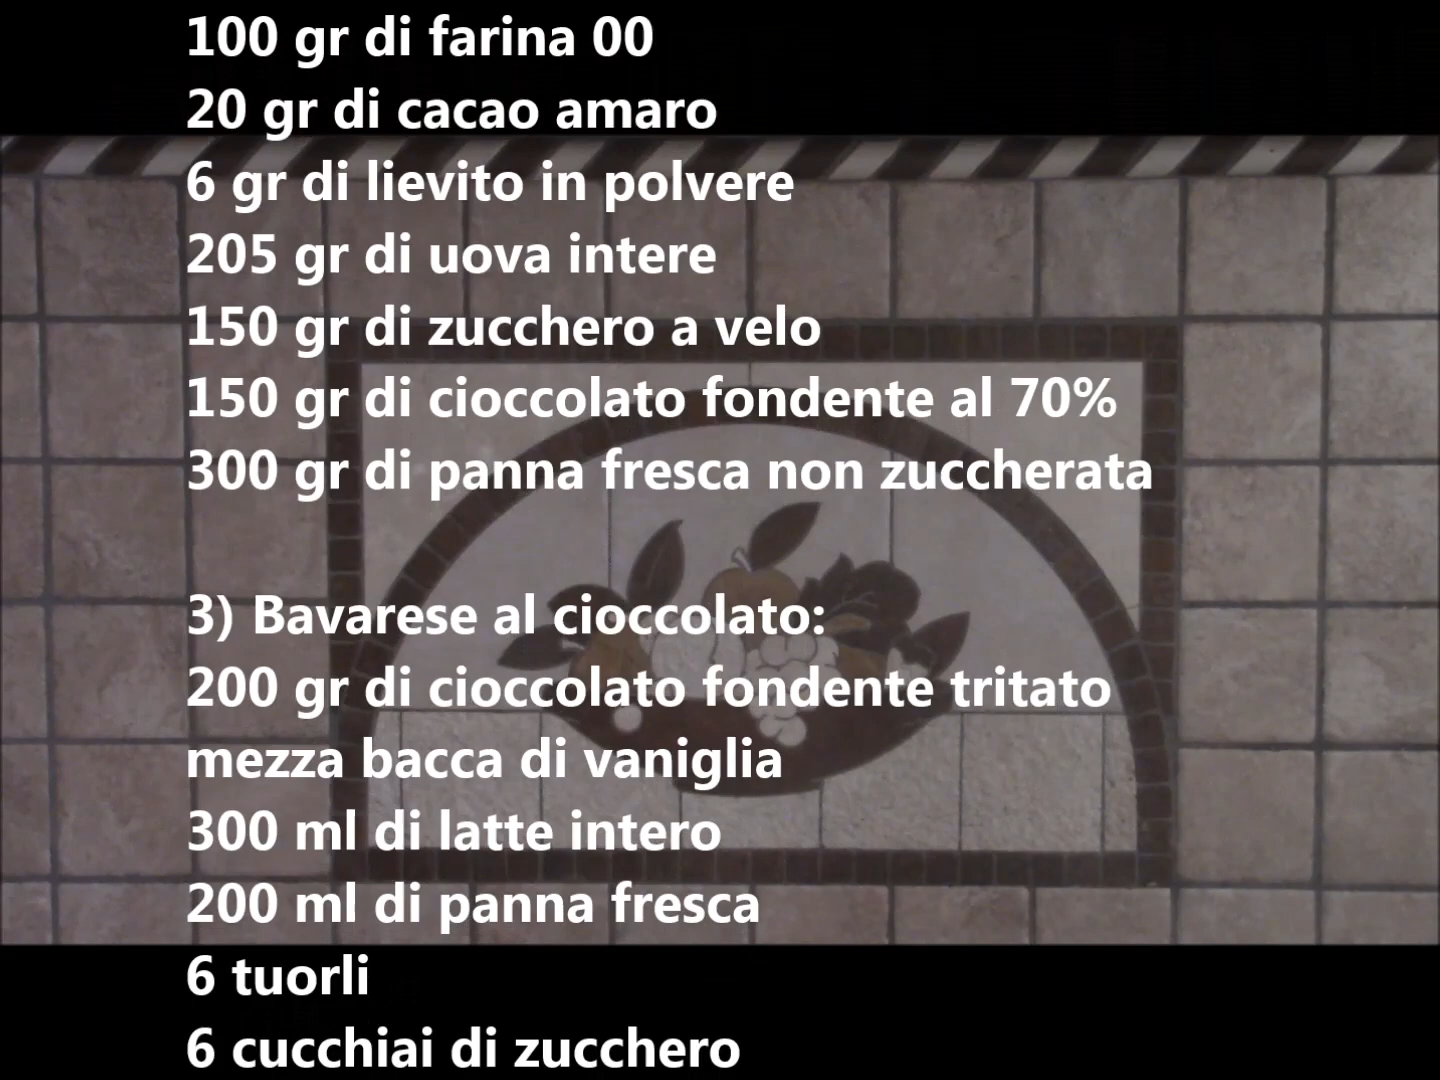 100 gr di farina 00
20 gr di cacao amaro
6 gr di lievito in polvere
205 gr di uova intere
150 gr di zucchero a velo
150 gr di cioccolato fondente al 70%
300 gr di panna fresca non zuccherata
3) Bavarese al cioccolato:
200 gr di cioccolato fondente tritato
mezza bacca di vaniglia
300 ml di latte intero
200 ml di panna fresca
6 tuorli
6 cucchiai di zucchero